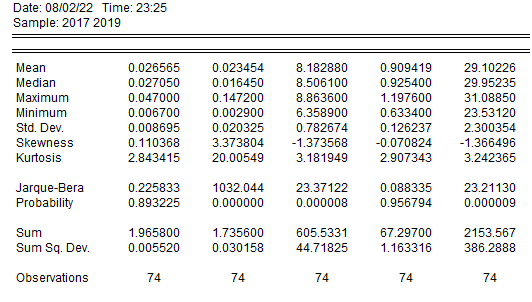 Date: 08/02/22 Time: 23:25
Sample: 2017 2019
Mean 0.026565 0.023454 8.182880 0.909419 29.10226
Median 0.027050 0.016450 8.506100 0.925400 29.95235
Maximum 0.047000 0.147200 8.863600 1.197600 31.08850
Minimum 0.006700 0.002900 6.358900 0.633400 23.53120
Std. Dev. 0.008695 0.020325 0.782674 0.126237 2.300354
Skewness 0.110368 3.373804 -1.373568 -0.070824 -1.366496
Kurtosis 2.843415 20.00549 3.181949 2.907343 3.242365
Jarque-Bera 0.225833 1032.044 23.37122 0.088335 23.21130
Probability 0.893225 0.000000 0.000008 0.956794 0.000009
Sum 1.965800 1.735600 605.5331 67.29700 2153.567
Sum Sq. Dev. 0.005520 0.030158 44.71825 1.163316 386.2888
Observations 74 74 74 74 74